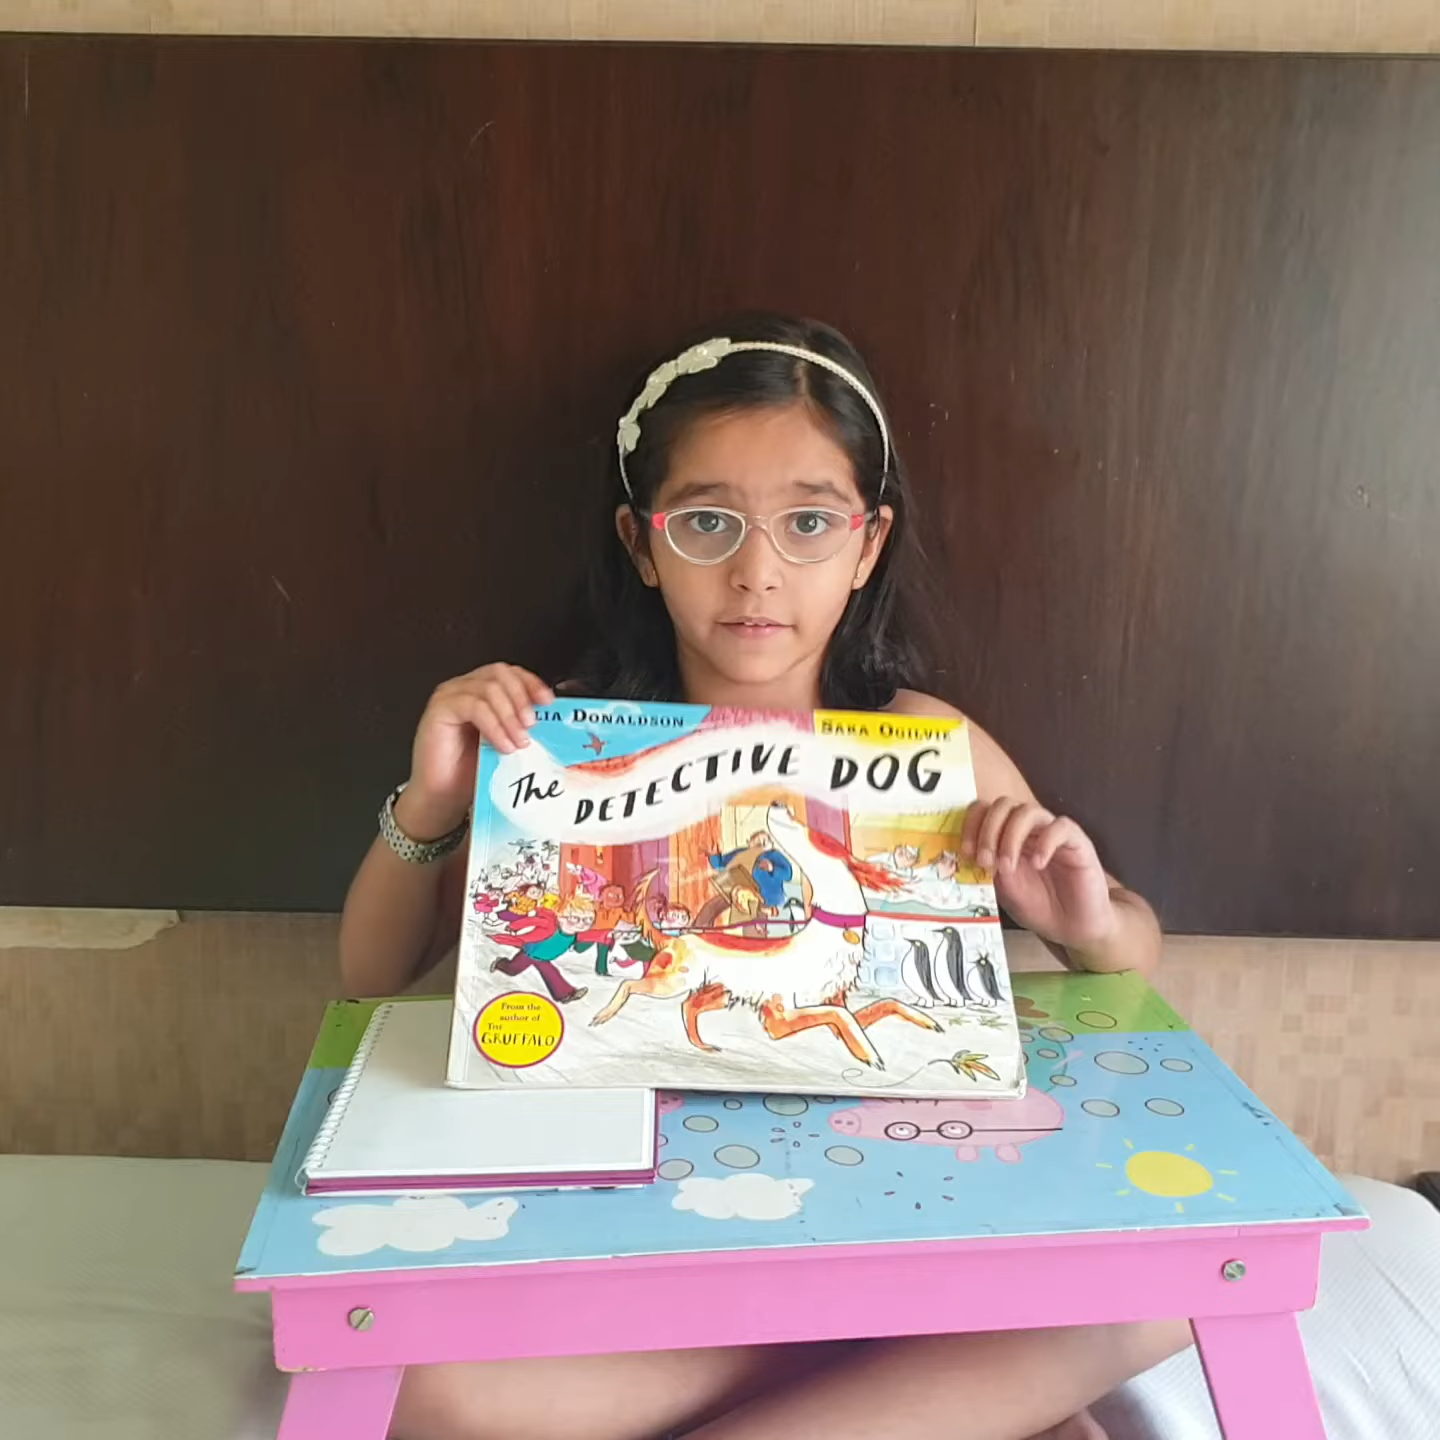 LIA DONALDSON
SARA OGILVIE
The DETECTIVE DOG
From the
author of
THE
GRUFFALO